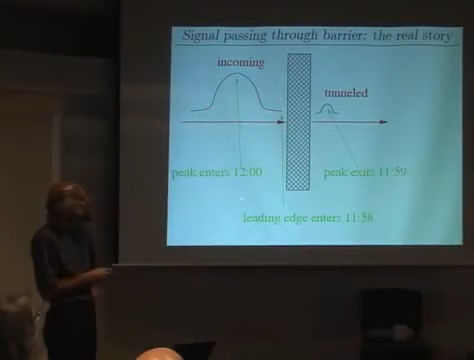 Signal passing through barrier: the real story
incoming
tunneled
peak enters 12:00
peak exits 11:59
leading edge enters 11:58